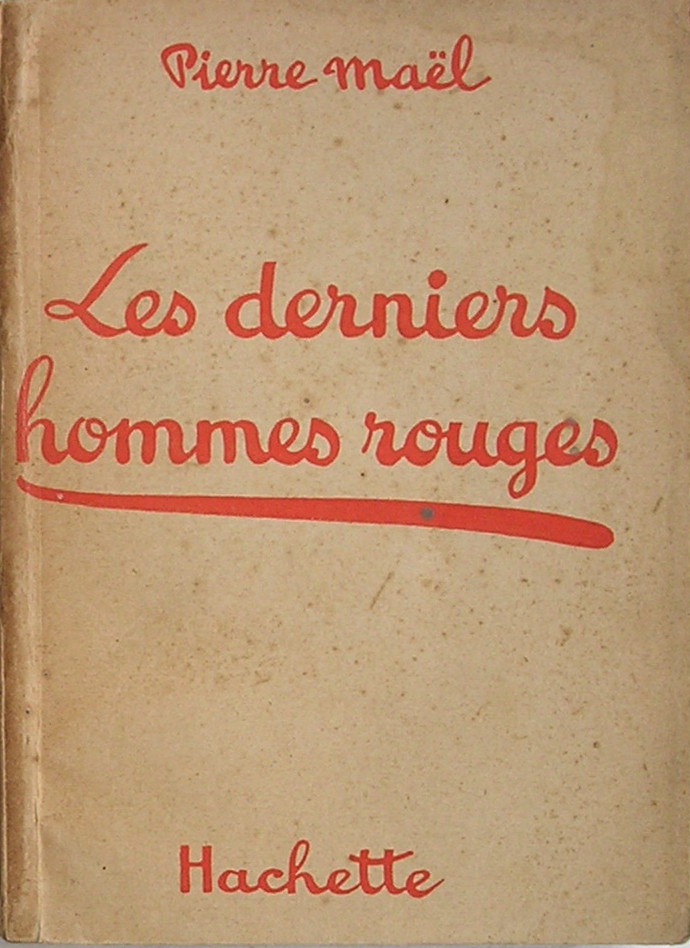 Pierre Maël
Les derniers
hommes rouges
Hachette